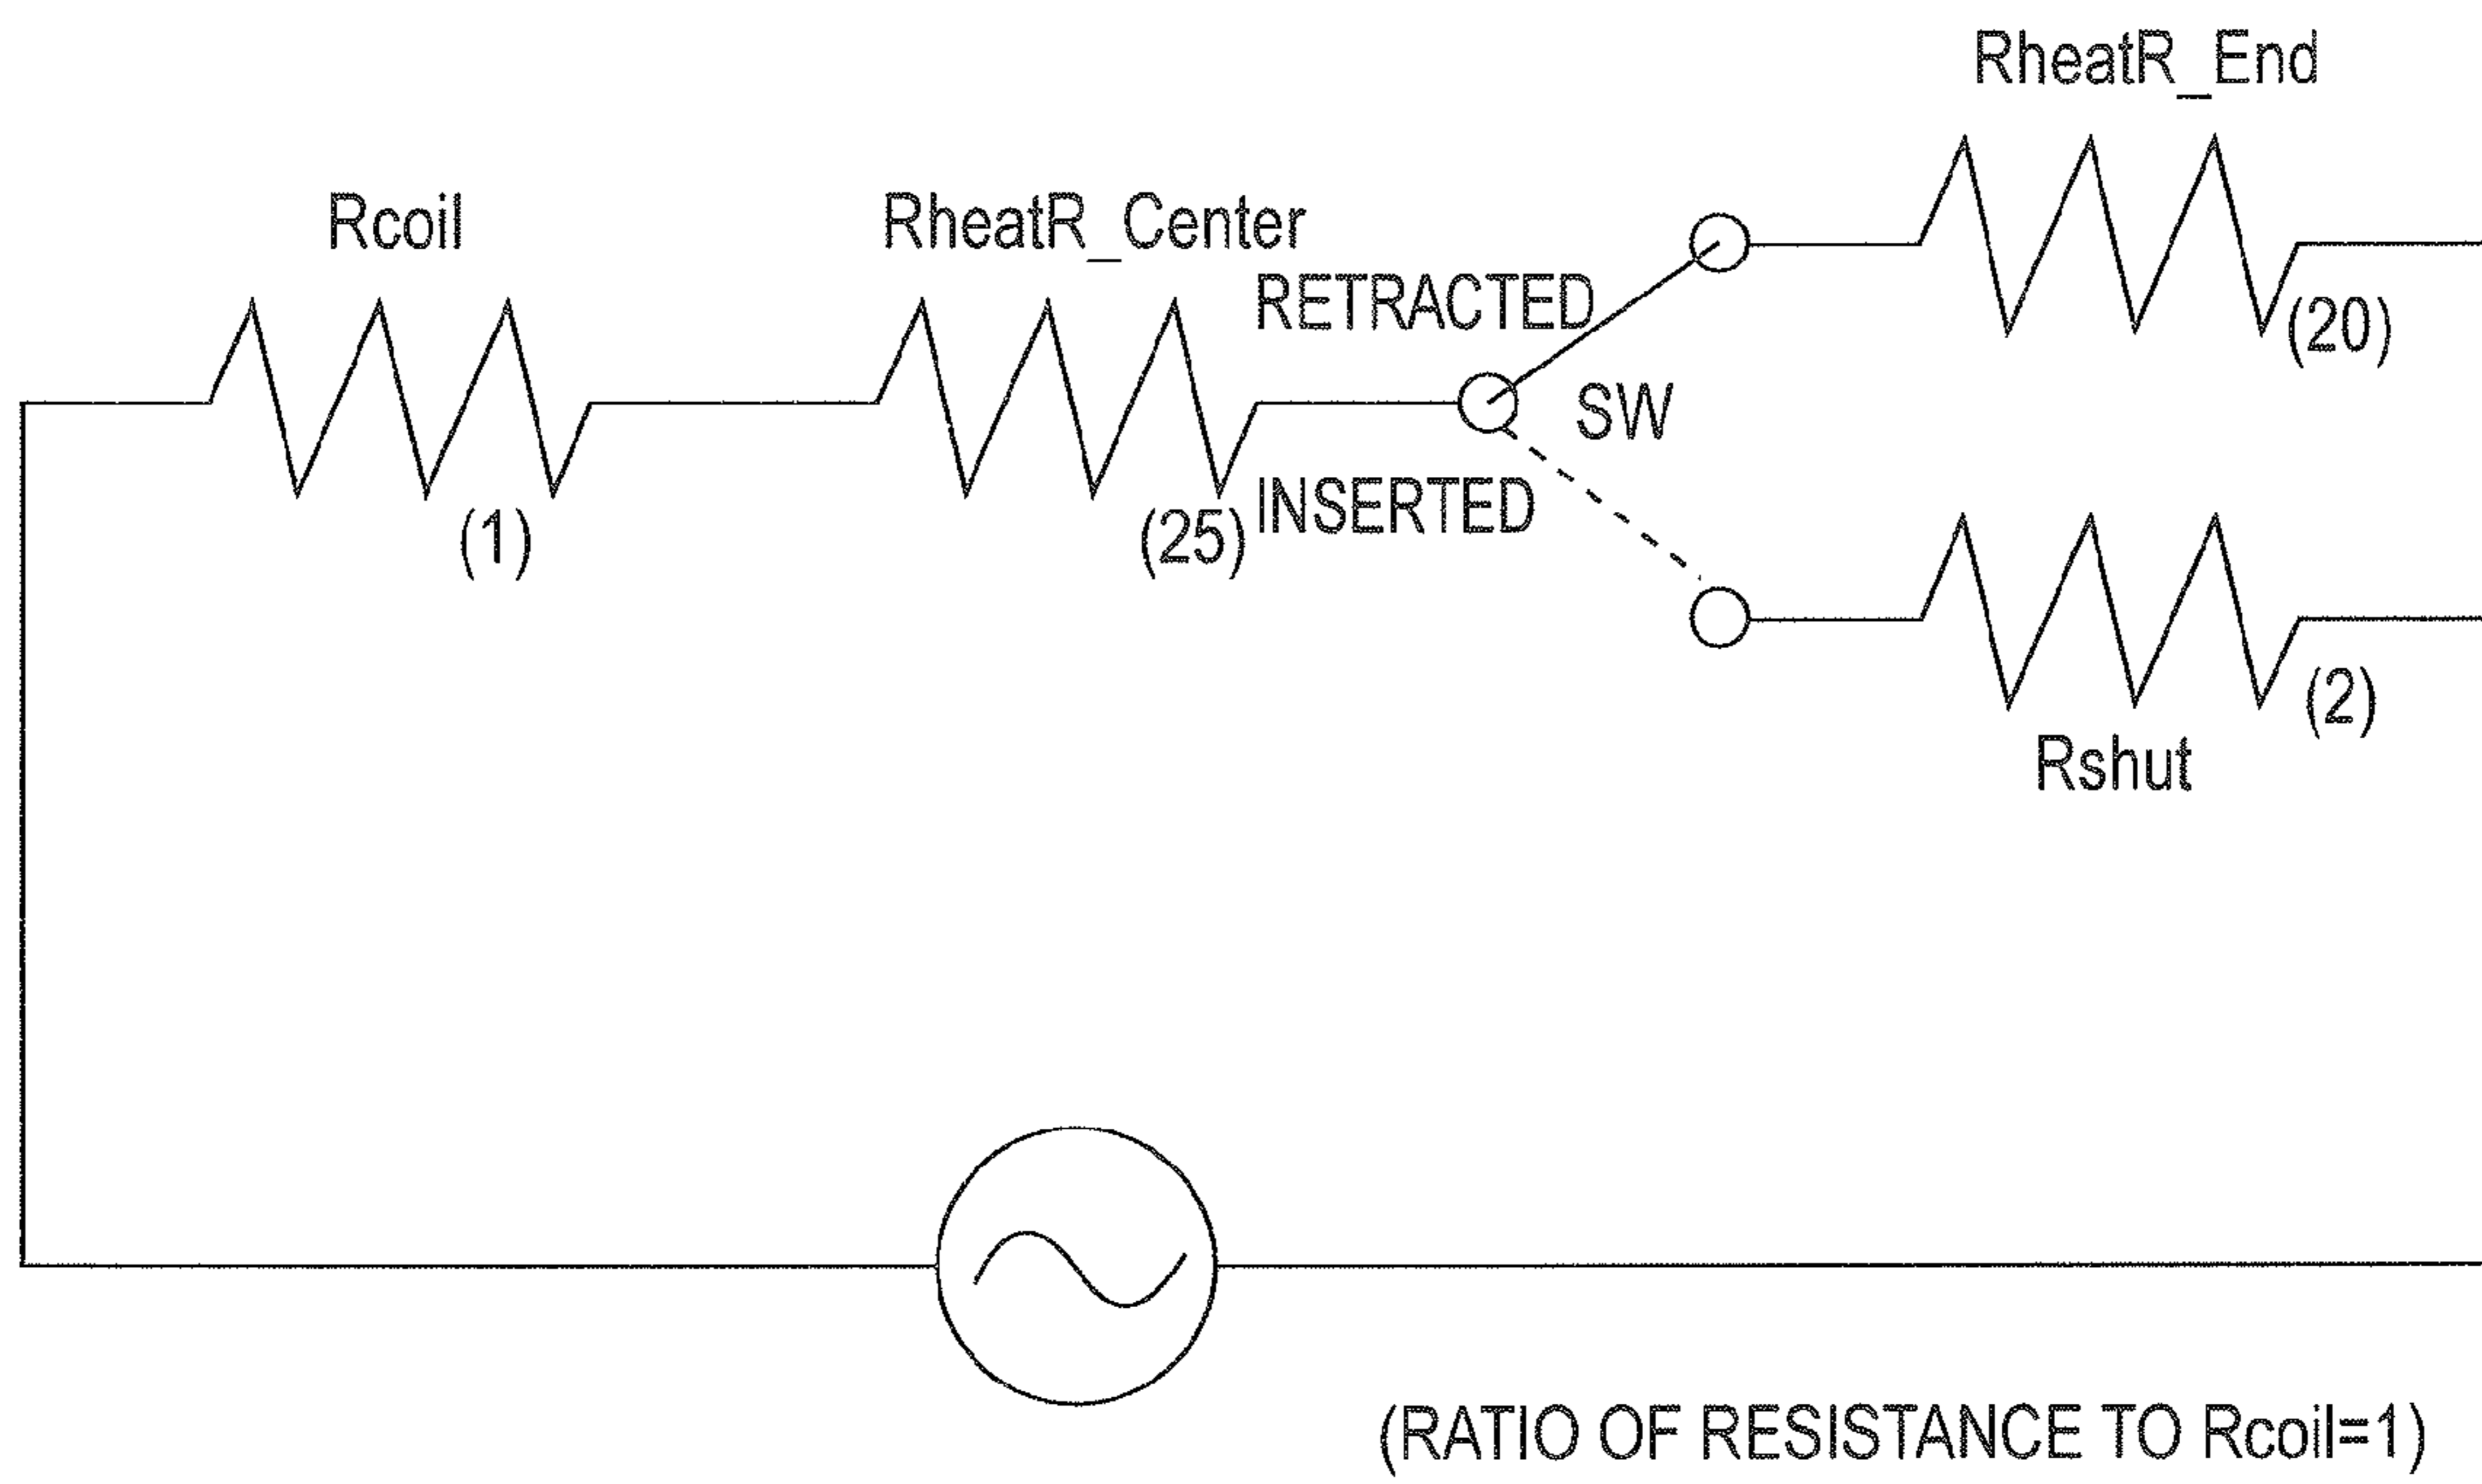 RheatR_End
Rcoil
RheatR_Center
RETRACTED
(20)
SW
INSERTED
(1)
(25)
(2)
Rshut
(RATIO OF RESISTANCE TO Rcoil=1)